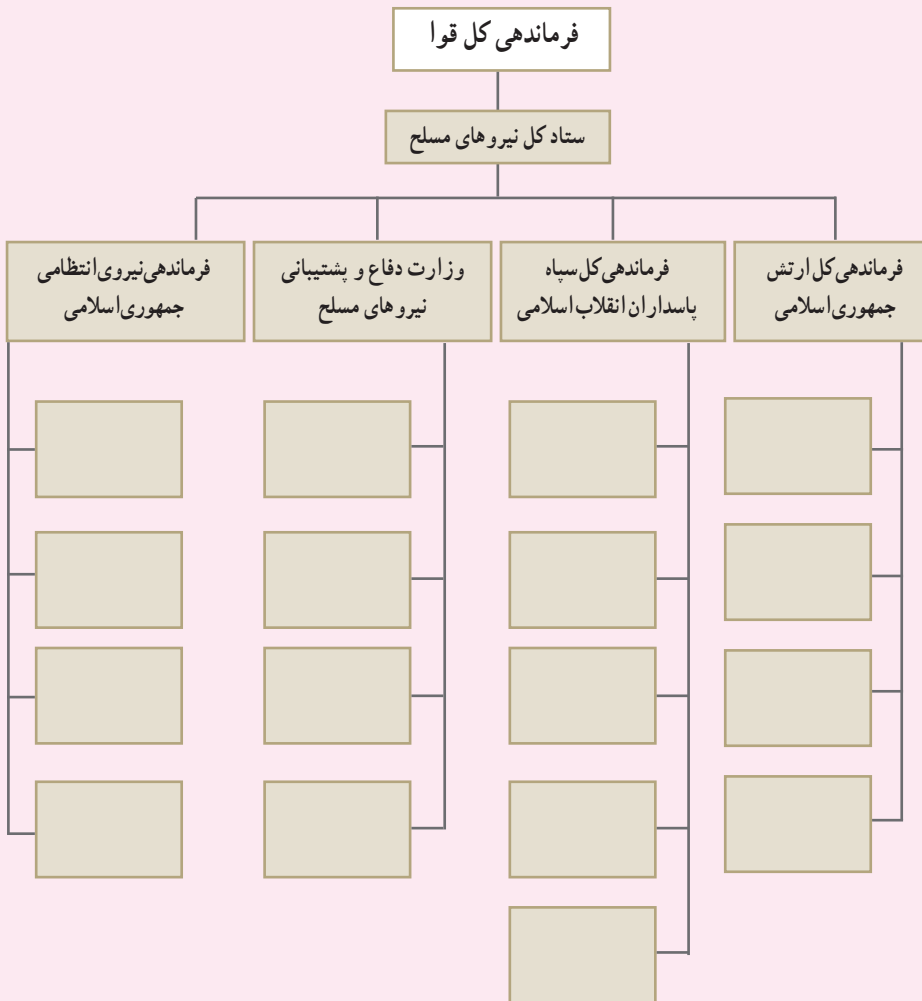 فرماندهی کل قوا
ستاد کل نیروهای مسلح
فرماندهی کل ارتش
جمهوری اسلامی
فرماندهی کل سپاه
پاسداران انقلاب اسلامی
وزارت دفاع و پشتیبانی
نیروهای مسلح
فرماندهی نیروی انتظامی
جمهوری اسلامی